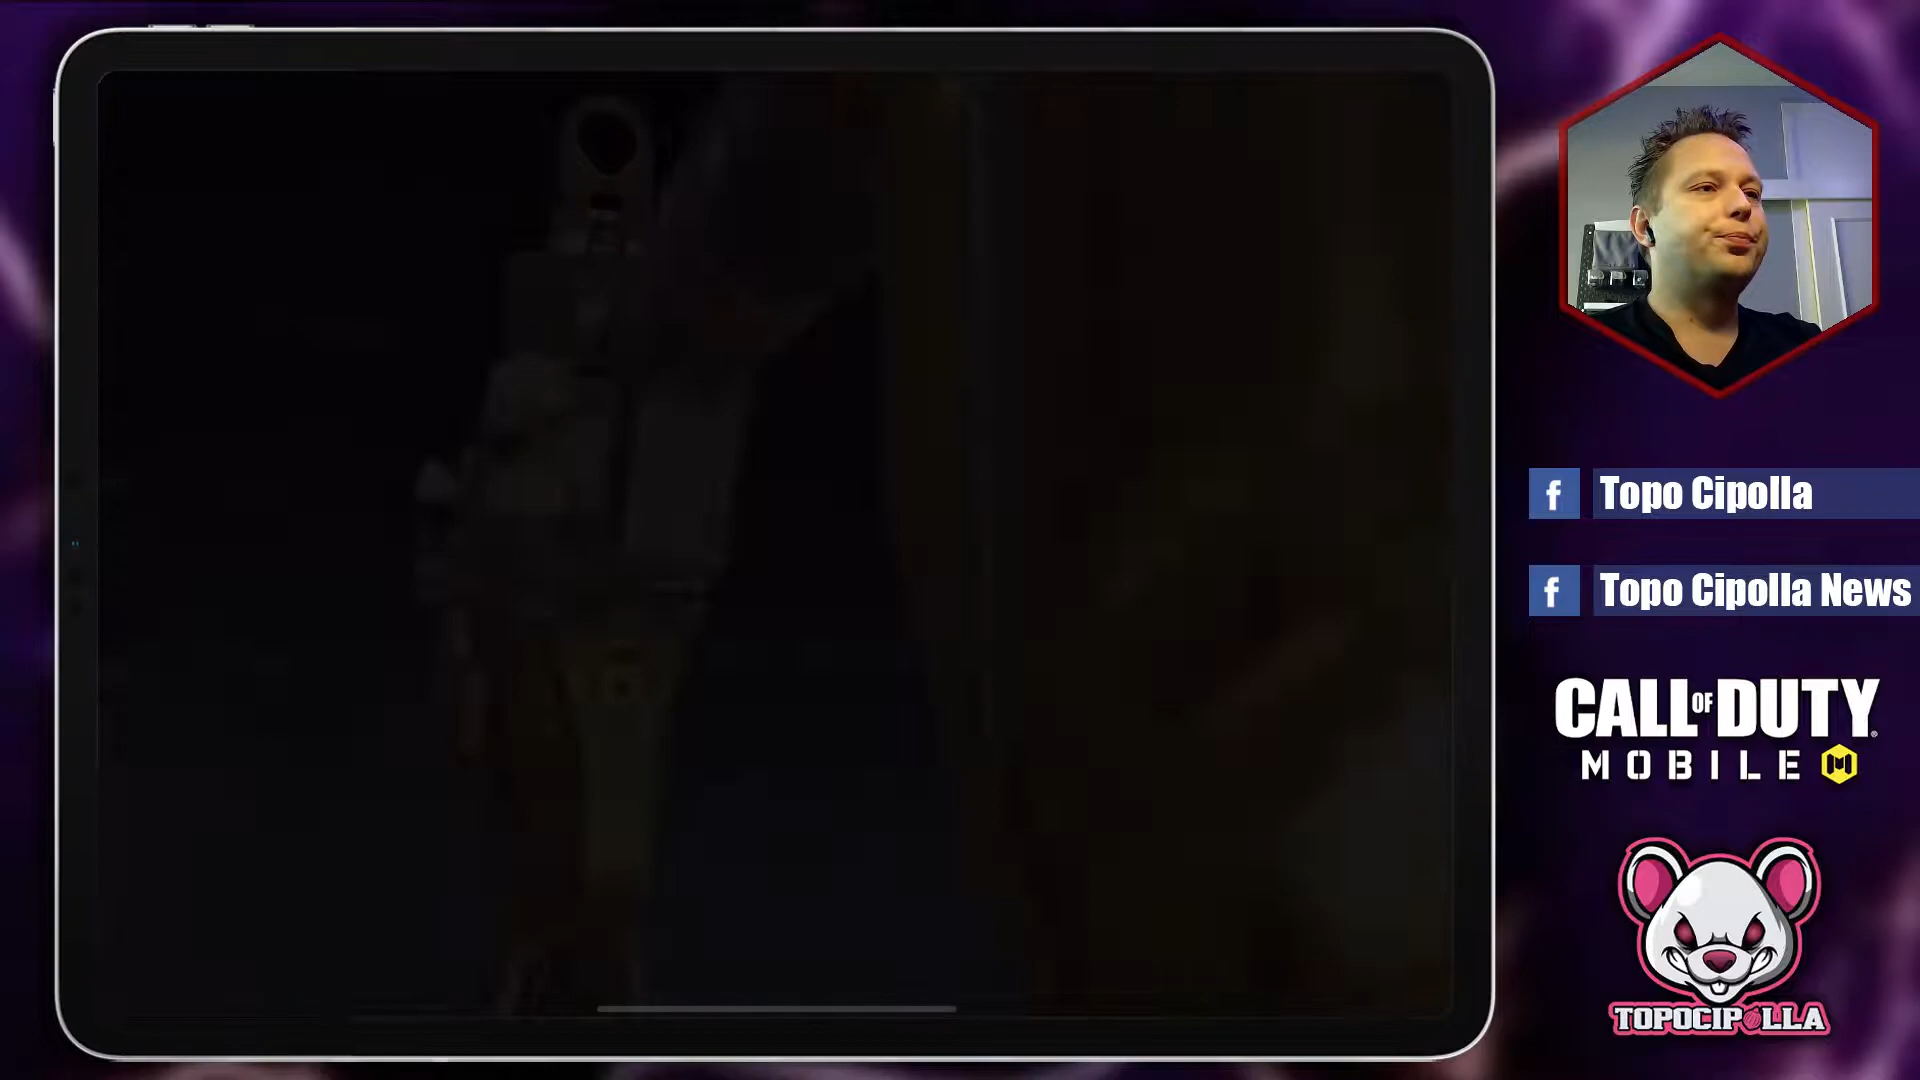 Topo Cipolla
Topo Cipolla News
CALL OF DUTY
MOBILE
TOPOCIPOLLA